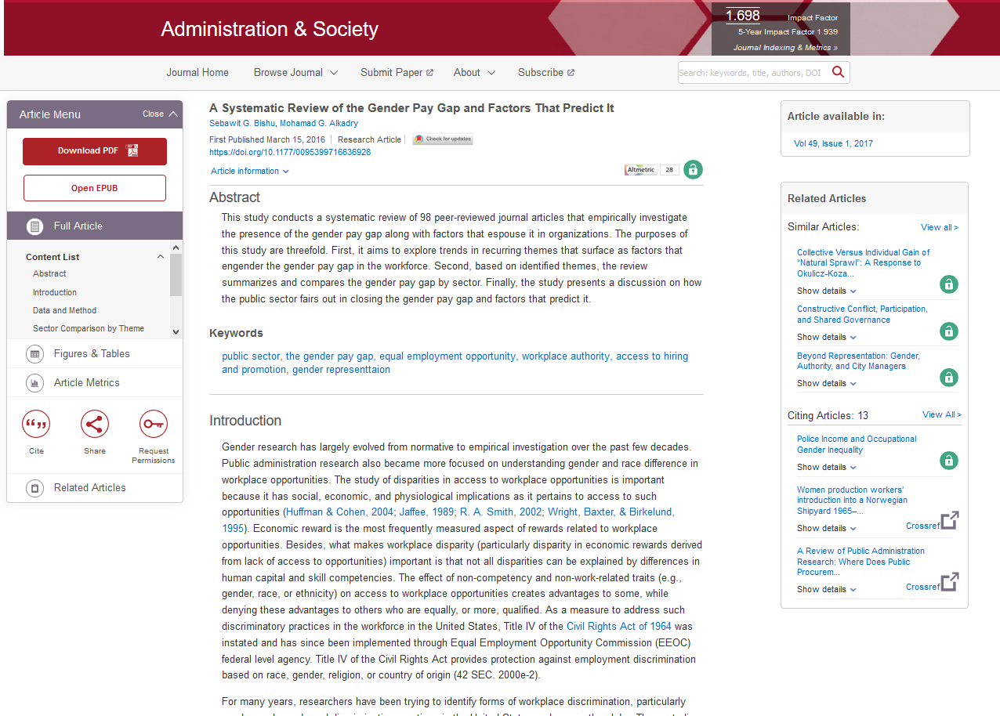 Administration & Society
1.698 Impact Factor
5-Year Impact Factor 1.939
Journal Indexing & Metrics »
Journal Home Browse Journal Submit Paper About Subscribe
Search: keywords, title, authors, DOI
Article Menu Close
Download PDF
Open EPUB
Full Article
Content List
Abstract
Introduction
Data and Method
Sector Comparison by Theme
Figures & Tables
Article Metrics
Cite Share Request
Permissions
Related Articles
A Systematic Review of the Gender Pay Gap and Factors That Predict It
Sebawit G. Bishu, Mohamad G. Alkadry
First Published March 15, 2016 | Research Article | Check for updates
https://doi.org/10.1177/0095399716636928
Article information
Altmetric 28
Abstract
This study conducts a systematic review of 98 peer-reviewed journal articles that empirically investigate
the presence of the gender pay gap along with factors that espouse it in organizations. The purposes of
this study are threefold. First, it aims to explore trends in recurring themes that surface as factors that
engender the gender pay gap in the workforce. Second, based on identified themes, the review
summarizes and compares the gender pay gap by sector. Finally, the study presents a discussion on how
the public sector fairs out in closing the gender pay gap and factors that predict it.
Keywords
public sector, the gender pay gap, equal employment opportunity, workplace authority, access to hiring
and promotion, gender representtaion
Introduction
Gender research has largely evolved from normative to empirical investigation over the past few decades.
Public administration research also became more focused on understanding gender and race difference in
workplace opportunities. The study of disparities in access to workplace opportunities is important
because it has social, economic, and physiological implications as it pertains to access to such
opportunities (Huffman & Cohen, 2004; Jaffee, 1989; R. A. Smith, 2002; Wright, Baxter, & Birkelund,
1995). Economic reward is the most frequently measured aspect of rewards related to workplace
opportunities. Besides, what makes workplace disparity (particularly disparity in economic rewards derived
from lack of access to opportunities) important is that not all disparities can be explained by differences in
human capital and skill competencies. The effect of non-competency and non-work-related traits (e.g.,
gender, race, or ethnicity) on access to workplace opportunities creates advantages to some, while
denying these advantages to others who are equally, or more, qualified. As a measure to address such
discriminatory practices in the workforce in the United States, Title IV of the Civil Rights Act of 1964 was
instated and has since been implemented through Equal Employment Opportunity Commission (EEOC)
federal level agency. Title IV of the Civil Rights Act provides protection against employment discrimination
based on race, gender, religion, or country of origin (42 SEC. 2000e-2).
For many years, researchers have been trying to identify forms of workplace discrimination, particularly
Article available in:
Vol 49, Issue 1, 2017
Related Articles
Similar Articles: View all >
Collective Versus Individual Gain of
“Natural Sprawl”: A Response to
Okulicz-Koza...
Show details
Constructive Conflict, Participation,
and Shared Governance
Show details
Beyond Representation: Gender,
Authority, and City Managers
Show details
Citing Articles: 13 View All >
Police Income and Occupational
Gender Inequality
Show details
Women production workers’
introduction into a Norwegian
Shipyard 1965–...
Show details Crossref
A Review of Public Administration
Research: Where Does Public
Procurem...
Show details Crossref